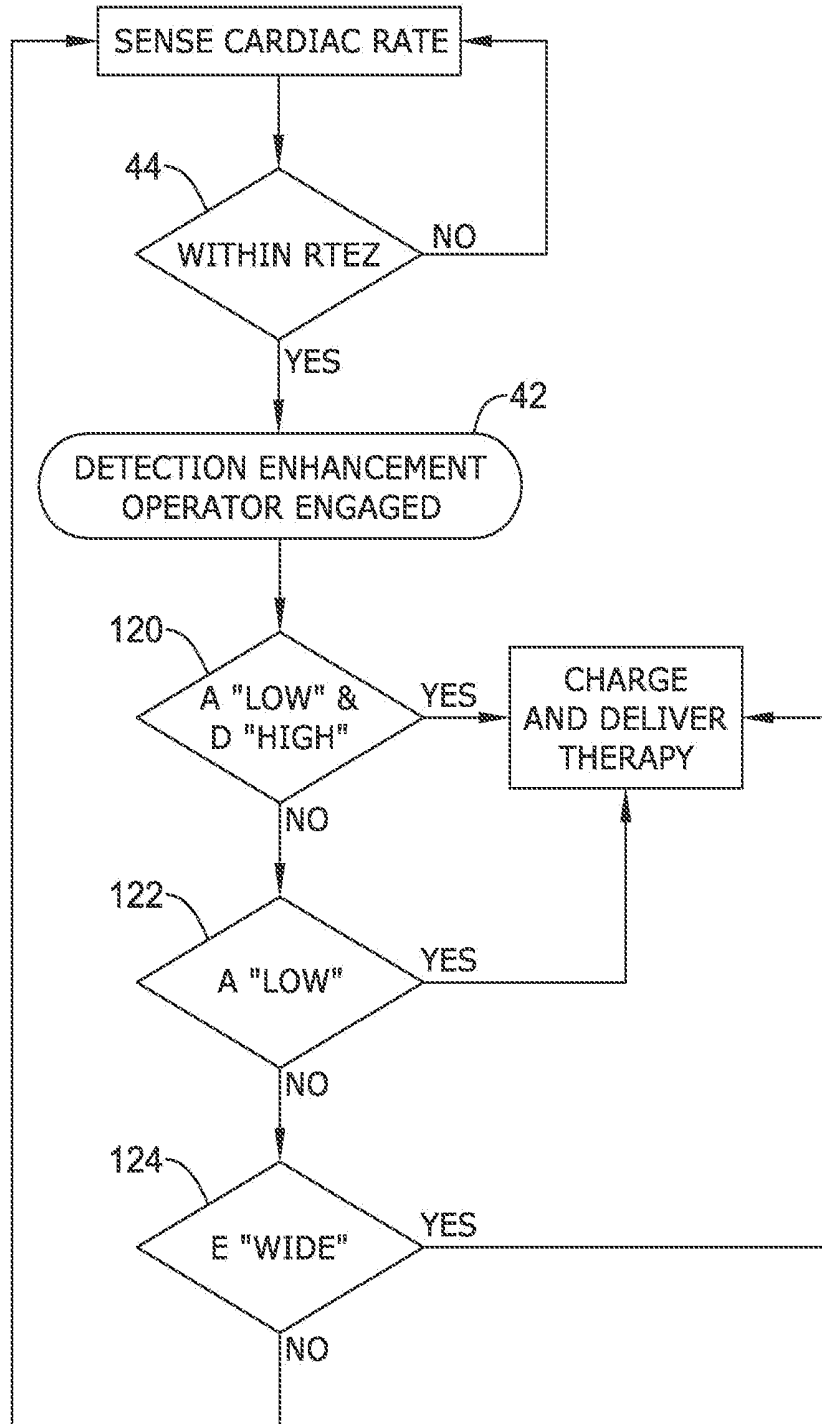 SENSE CARDIAC RATE
44
WITHIN RTEZ
NO
YES
42
DETECTION ENHANCEMENT
OPERATOR ENGAGED
120
A "LOW" &
D "HIGH"
YES
CHARGE
AND DELIVER
THERAPY
NO
122
A "LOW"
YES
NO
124
E "WIDE"
YES
NO